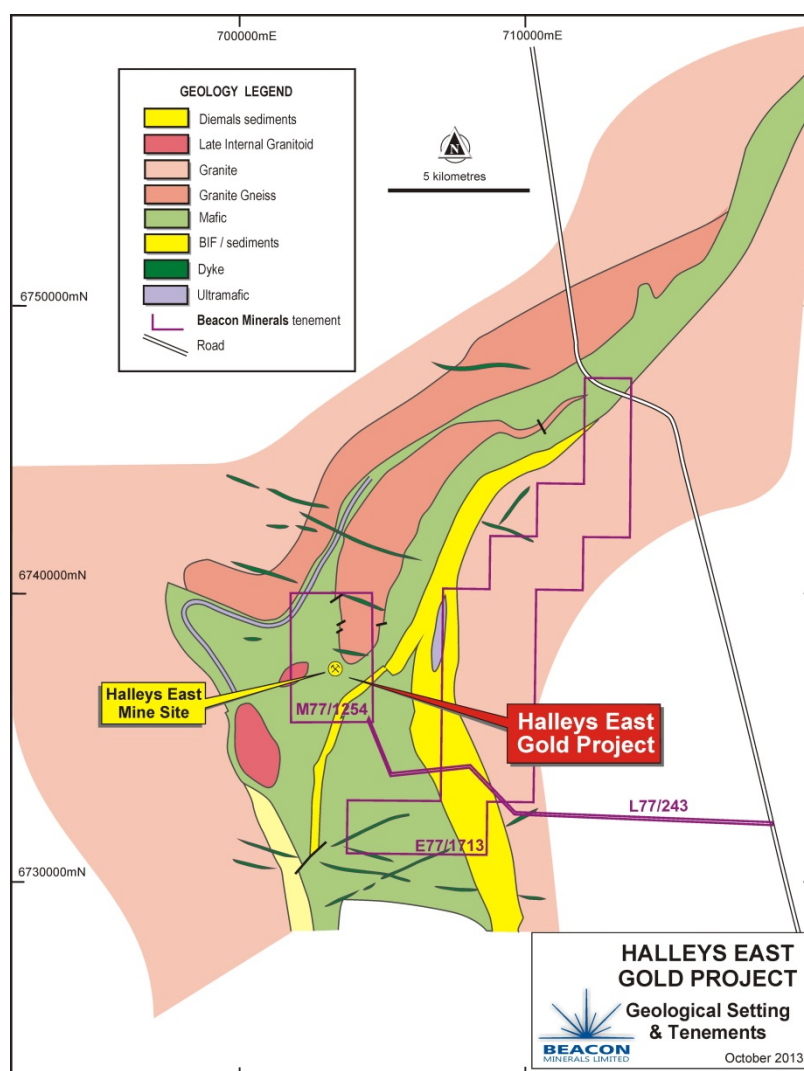 700000mE
710000mE
GEOLOGY LEGEND
Diemals sediments
Late Internal Granitoid
Granite
Granite Gneiss
Mafic
BIF / sediments
Dyke
Ultramafic
Beacon Minerals tenement
Road
N
5 kilometres
6750000mN
6740000mN
Halleys East
Mine Site
M77/1254
Halleys East
Gold Project
L77/243
E77/1713
6730000mN
HALLEYS EAST
GOLD PROJECT
Geological Setting
& Tenements
BEACON
MINERALS LIMITED
October 2013